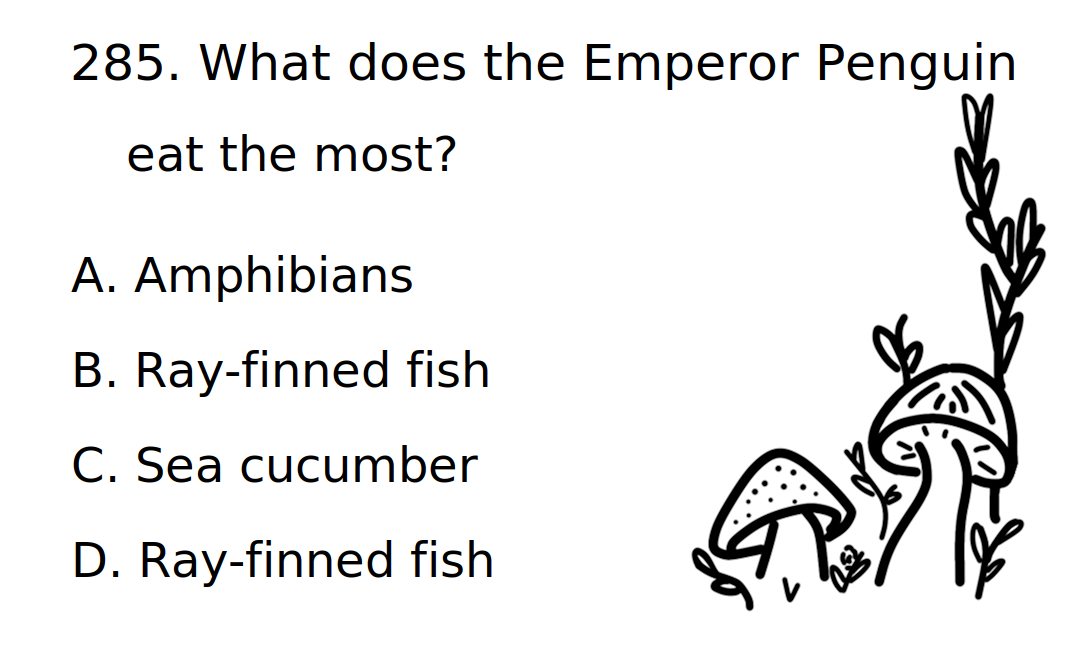 285. What does the Emperor Penguin
eat the most?
A. Amphibians
B. Ray-finned fish
C. Sea cucumber
D. Ray-finned fish